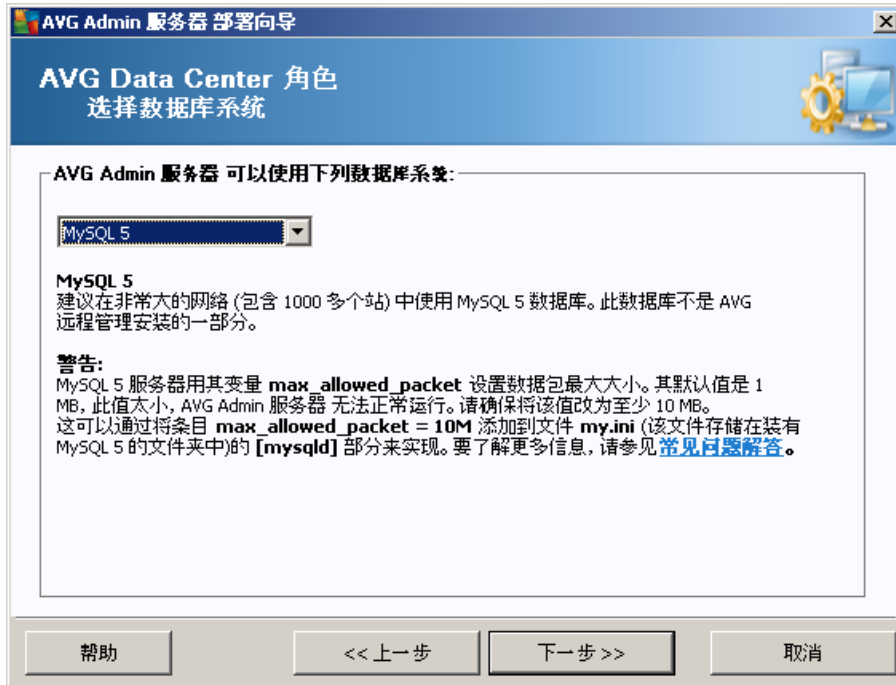 AVG Admin 服务器 部署向导
AVG Data Center 角色
选择数据库系统
AVG Admin 服务器 可以使用下列数据库系统:
MySQL 5
MySQL 5
建议在非常大的网络 (包含 1000 多个站) 中使用 MySQL 5 数据库。此数据库不是 AVG
远程管理安装的一部分。
警告:
MySQL 5 服务器用其变量 max_allowed_packet 设置数据包最大大小。其默认值是 1
MB, 此值太小, AVG Admin 服务器 无法正常运行。请确保将该值改为至少 10 MB。
这可以通过将条目 max_allowed_packet = 10M 添加到文件 my.ini (该文件存储在装有
MySQL 5 的文件夹中)的 [mysqld] 部分来实现。要了解更多信息, 请参见常见问题解答。
帮助
<< 上一步
下一步 >>
取消